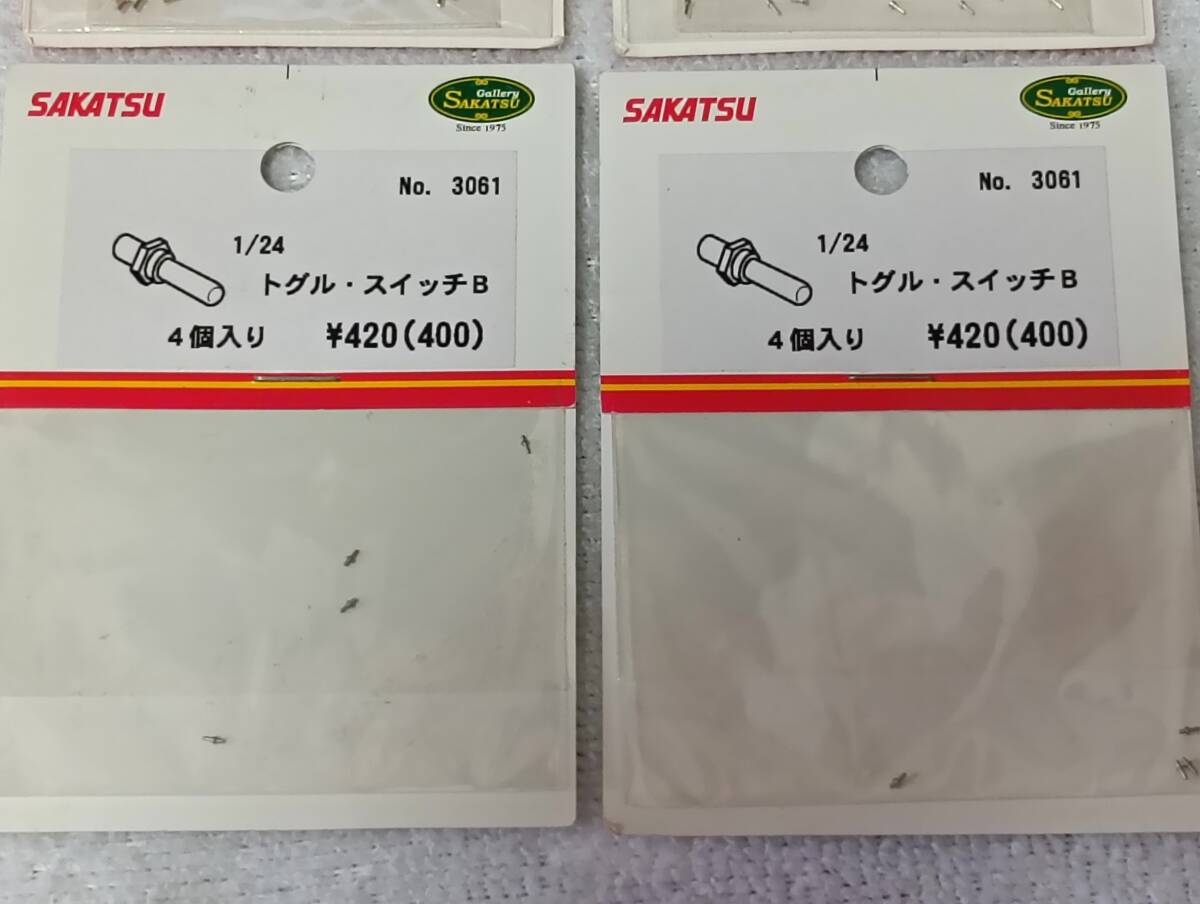 SAKATSU
Gallery
SAKATSU
Since 1975
No. 3061
1/24
トグル・スイッチB
4個入り ¥420(400)
SAKATSU
Gallery
SAKATSU
Since 1975
No. 3061
1/24
トグル・スイッチB
4個入り ¥420(400)